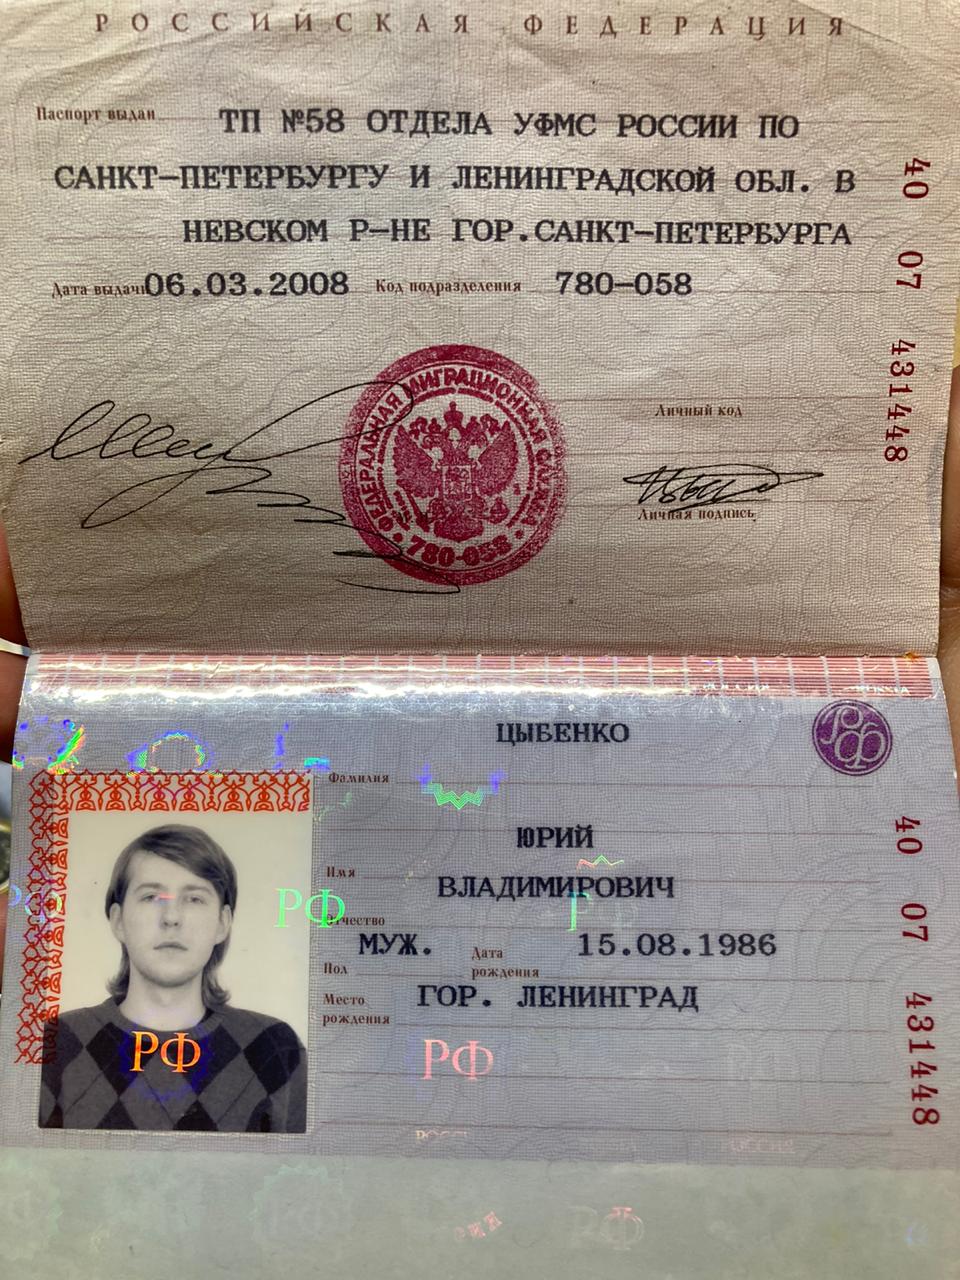 РОССИЙСКАЯ ФЕДЕРАЦИЯ
Паспорт выдан ТП №58 ОТДЕЛА УФМС РОССИИ ПО
САНКТ-ПЕТЕРБУРГУ И ЛЕНИНГРАДСКОЙ ОБЛ. В
НЕВСКОМ Р-НЕ ГОР.САНКТ-ПЕТЕРБУРГА
Дата выдачи 06.03.2008 Код подразделения 780-058
40 07 431448
ФЕДЕРАЛЬНАЯ МИГРАЦИОННАЯ СЛУЖБА
780-058
Личный код
Личная подпись
ЦЫБЕНКО
Фамилия
РФ
ЮРИЙ
Имя
ВЛАДИМИРОВИЧ
Отчество
МУЖ. Дата рождения 15.08.1986
Пол
Место рождения ГОР. ЛЕНИНГРАД
40 07 431448
РФ
РФ
РФ
РФ